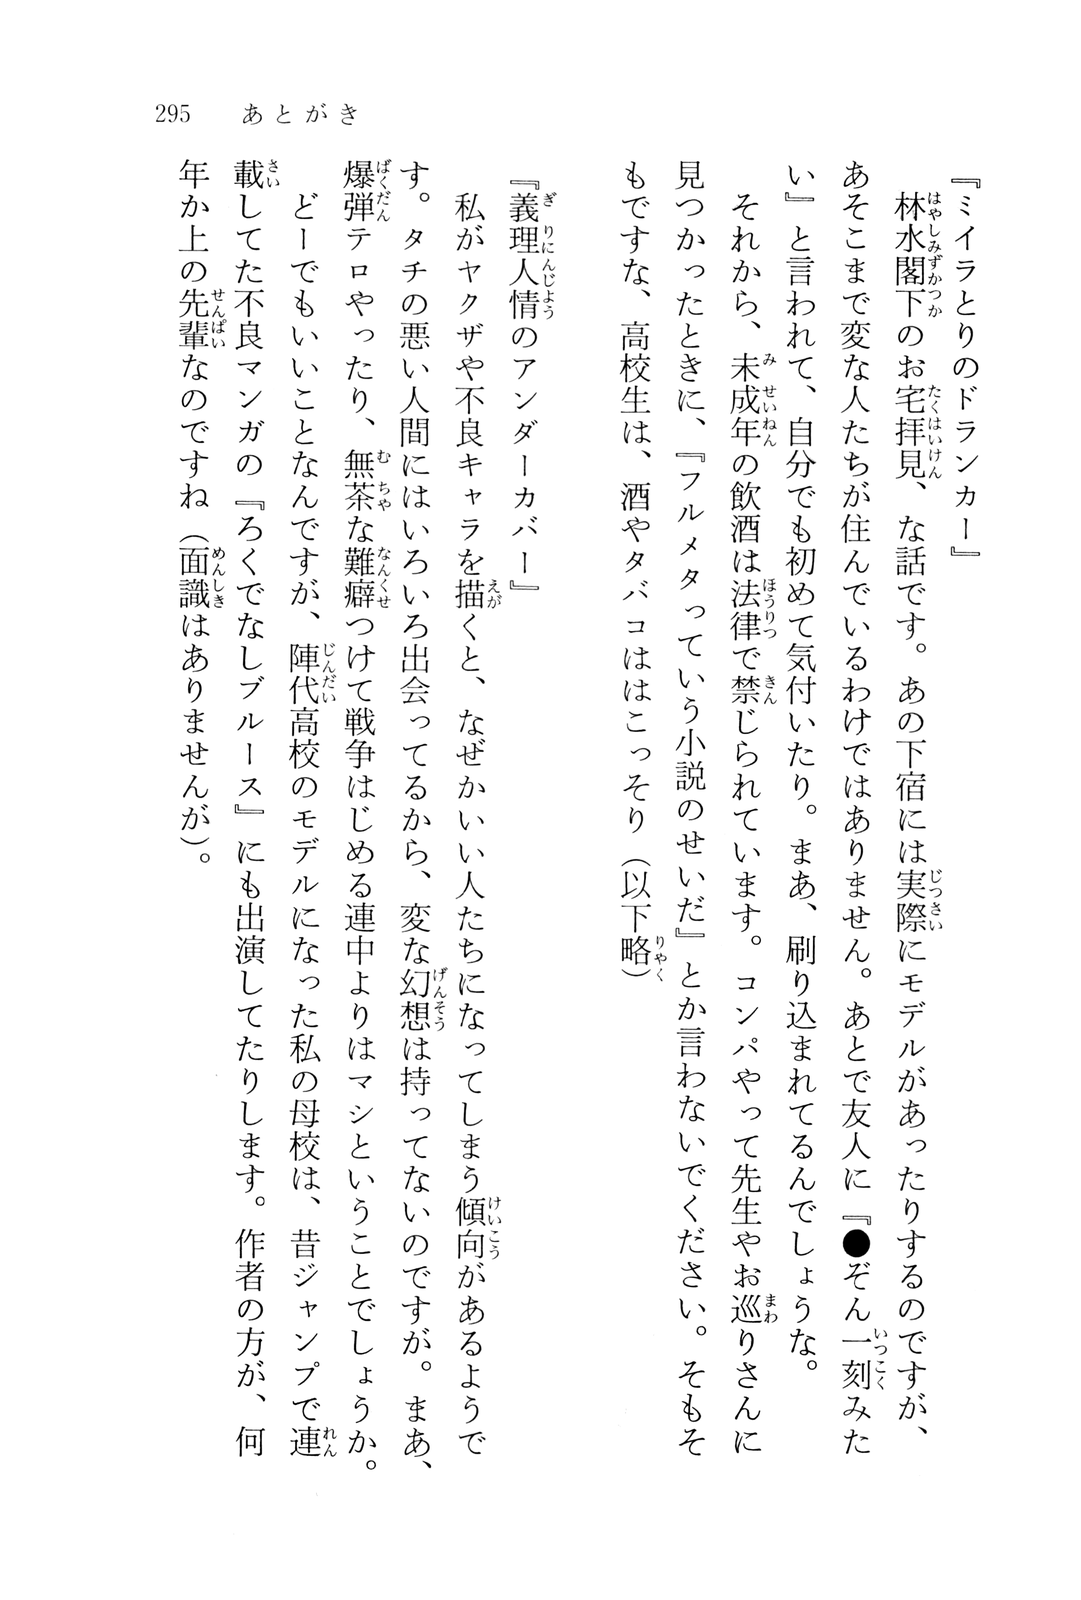 295　あとがき
『ミイラとりのドランカー』
　林水閣下のお宅拝見、な話です。あの下宿には実際にモデルがあったりするのですが、
あそこまで変な人たちが住んでいるわけではありません。あとで友人に『●ぞん一刻みた
い』と言われて、自分でも初めて気付いたり。まあ、刷り込まれてるんでしょうな。
　それから、未成年の飲酒は法律で禁じられています。コンパやって先生やお巡りさんに
見つかったときに、『フルメタっていう小説のせいだ』とか言わないでください。そもそ
もですな、高校生は、酒やタバコはこっそり（以下略）
『義理人情のアンダーカバー』
　私がヤクザや不良キャラを描くと、なぜかいい人たちになってしまう傾向があるようで
す。タチの悪い人間にはいろいろ出会ってるから、変な幻想は持ってないのですが。まあ、
爆弾テロやったり、無茶な難癖つけて戦争はじめる連中よりはマシということでしょうか。
　どーでもいいことなんですが、陣代高校のモデルになった私の母校は、昔ジャンプで連
載してた不良マンガの『ろくでなしブルース』にも出演してたりします。作者の方が、何
年か上の先輩なのですね（面識はありませんが）。